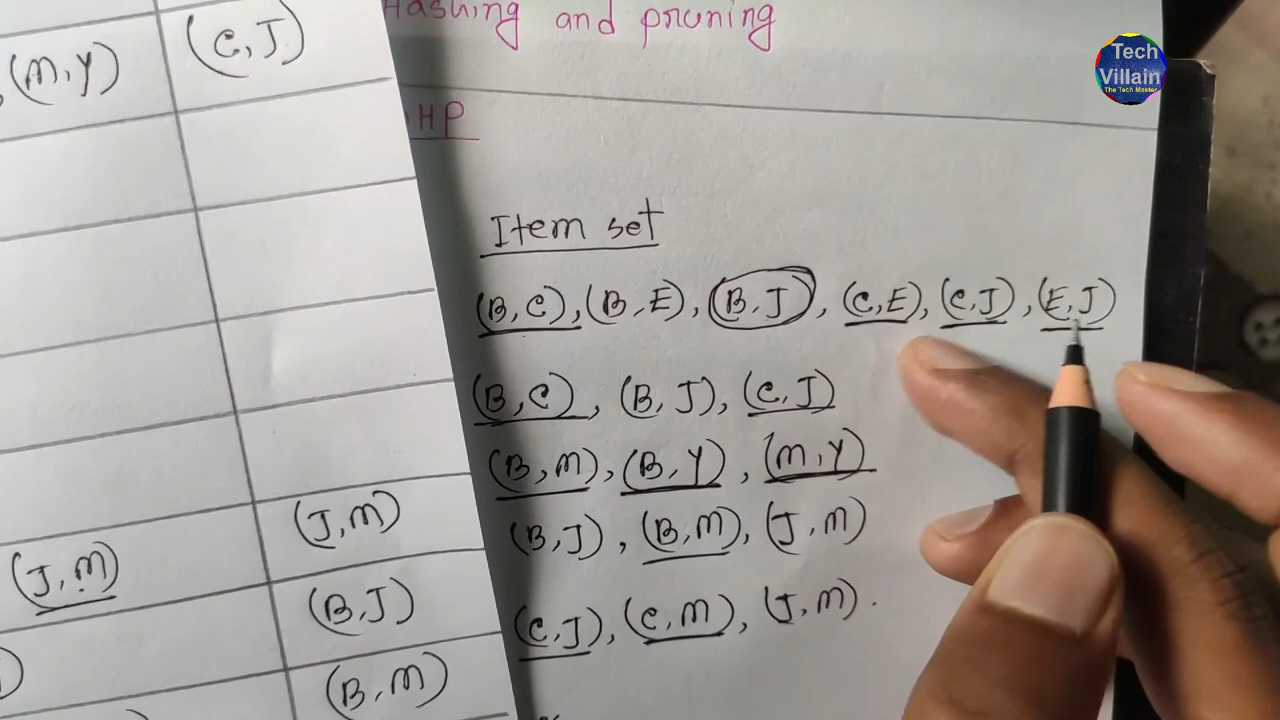 Hashing and pruning
HP
Item set
(B,C),(B,E),(B,J),(C,E),(C,J),(E,J)
(B,C),(B,J),(C,J)
(B,M),(B,Y),(M,Y)
(B,J),(B,M),(J,M)
(C,J),(C,M),(J,M).
(M,Y) (C,J)
(J,M)
(J,M)
(B,J)
(B,M)
Tech
Villain
The Tech Master